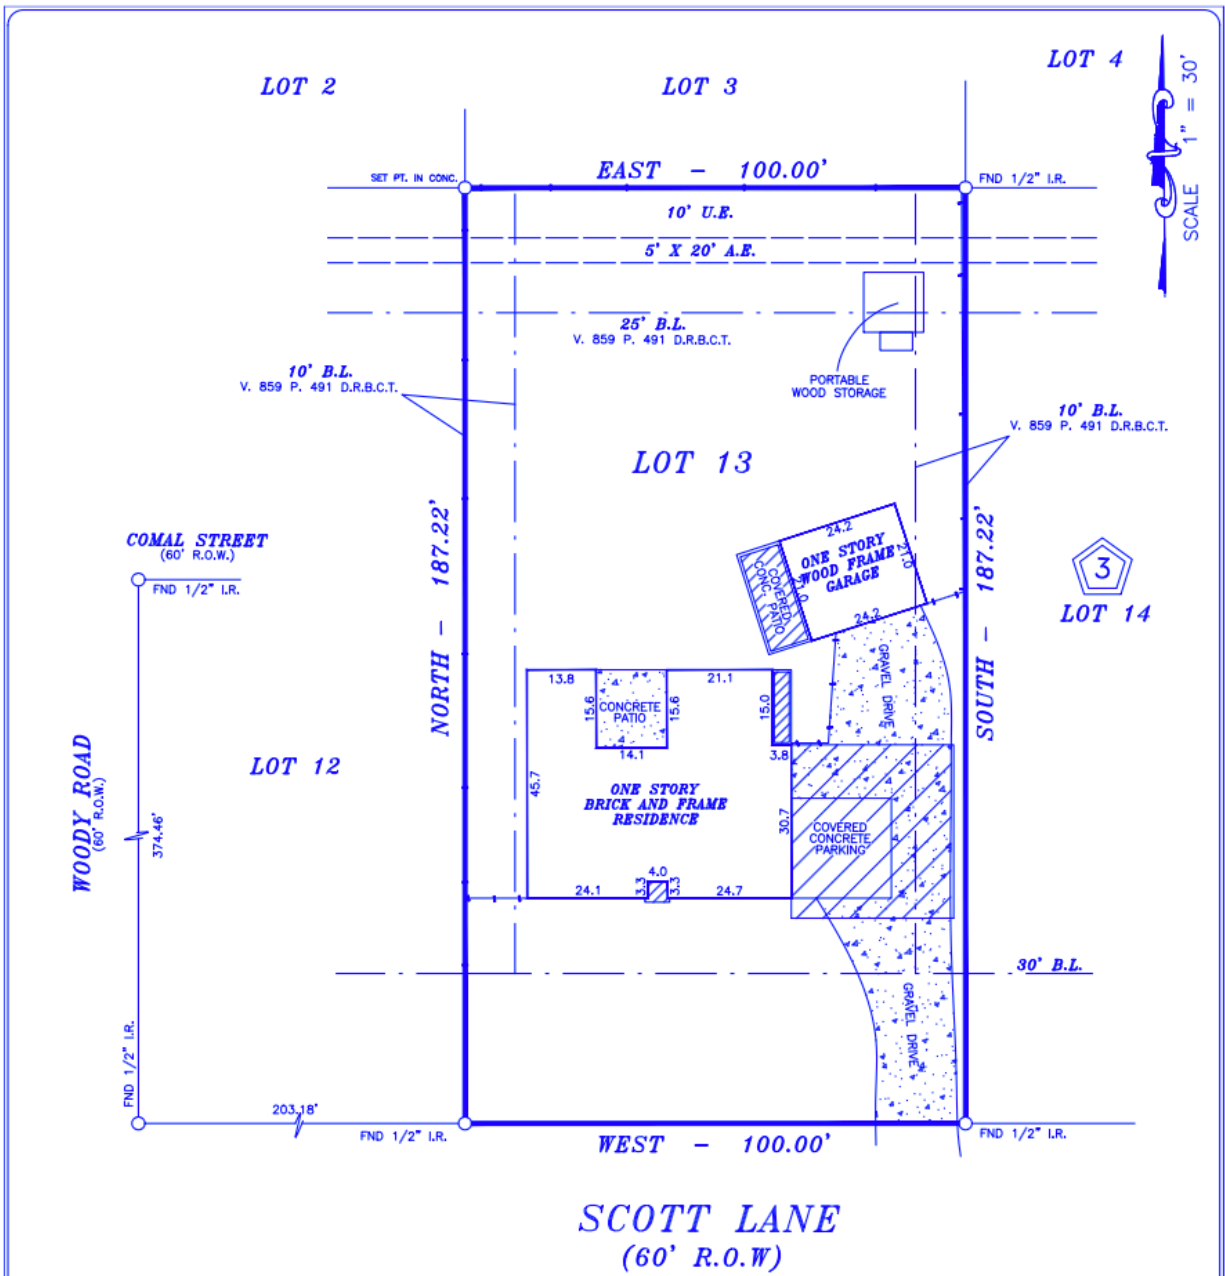 LOT 2
LOT 3
LOT 4
SCALE 1" = 30'
SET PT. IN CONC.
EAST - 100.00'
FND 1/2" I.R.
10' U.E.
5' X 20' A.E.
25' B.L.
V. 859 P. 491 D.R.B.C.T.
10' B.L.
V. 859 P. 491 D.R.B.C.T.
PORTABLE
WOOD STORAGE
10' B.L.
V. 859 P. 491 D.R.B.C.T.
LOT 13
NORTH - 187.22'
SOUTH - 187.22'
COMAL STREET
(60' R.O.W.)
FND 1/2" I.R.
24.2
ONE STORY
WOOD FRAME
GARAGE
21.0
21.0
24.2
COVERED
CONC. PATIO
3
LOT 14
GRAVEL DRIVE
13.8
21.1
15.6
CONCRETE
PATIO
15.6
15.0
14.1
3.8
LOT 12
WOODY ROAD
(60' R.O.W.)
374.46'
45.7
ONE STORY
BRICK AND FRAME
RESIDENCE
30.7
COVERED
CONCRETE
PARKING
4.0
24.1
3.3
3.3
24.7
30' B.L.
GRAVEL DRIVE
FND 1/2" I.R.
203.18'
FND 1/2" I.R.
WEST - 100.00'
FND 1/2" I.R.
SCOTT LANE
(60' R.O.W)